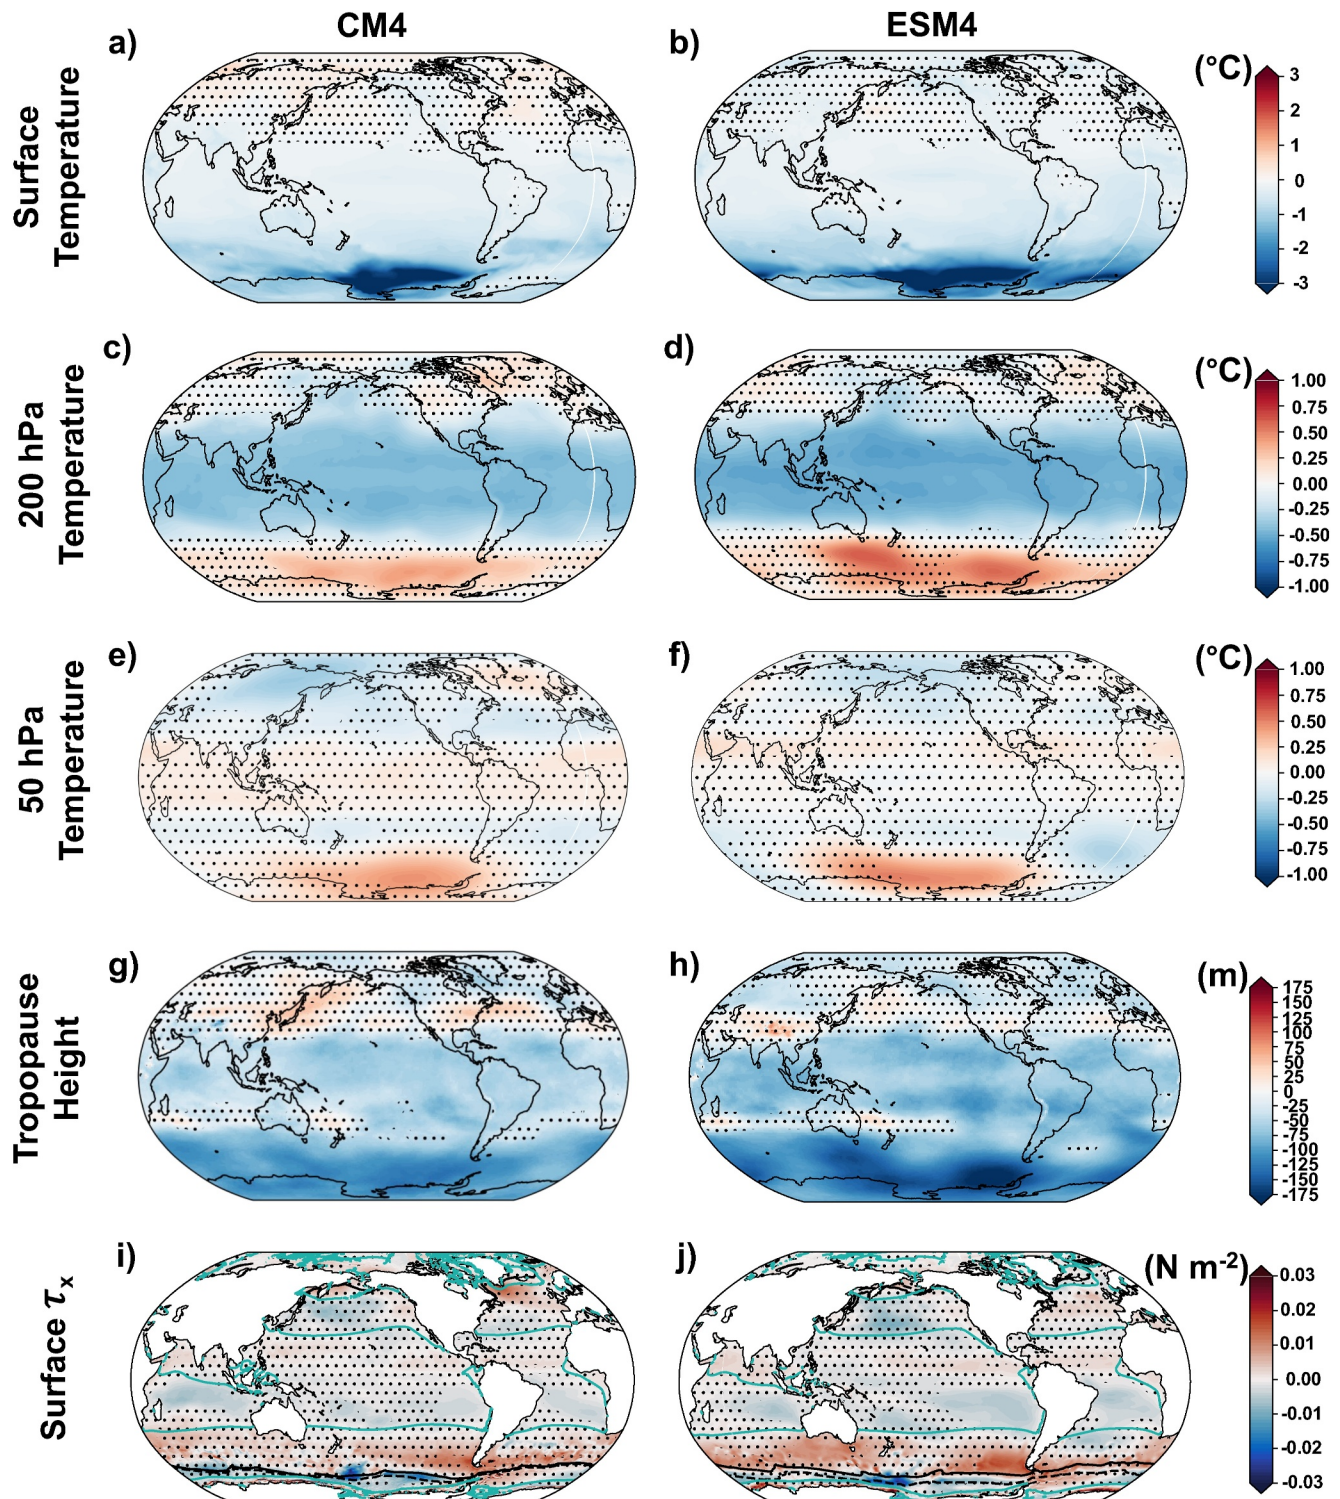 CM4
ESM4
a)
b)
(°C)
Surface
Temperature
3
2
1
0
-1
-2
-3
c)
d)
(°C)
200 hPa
Temperature
1.00
0.75
0.50
0.25
0.00
-0.25
-0.50
-0.75
-1.00
e)
f)
(°C)
50 hPa
Temperature
1.00
0.75
0.50
0.25
0.00
-0.25
-0.50
-0.75
-1.00
g)
h)
(m)
Tropopause
Height
175
150
125
100
75
50
25
0
-25
-50
-75
-100
-125
-150
-175
i)
j)
(N m-2)
Surface τx
0.03
0.02
0.01
0.00
-0.01
-0.02
-0.03